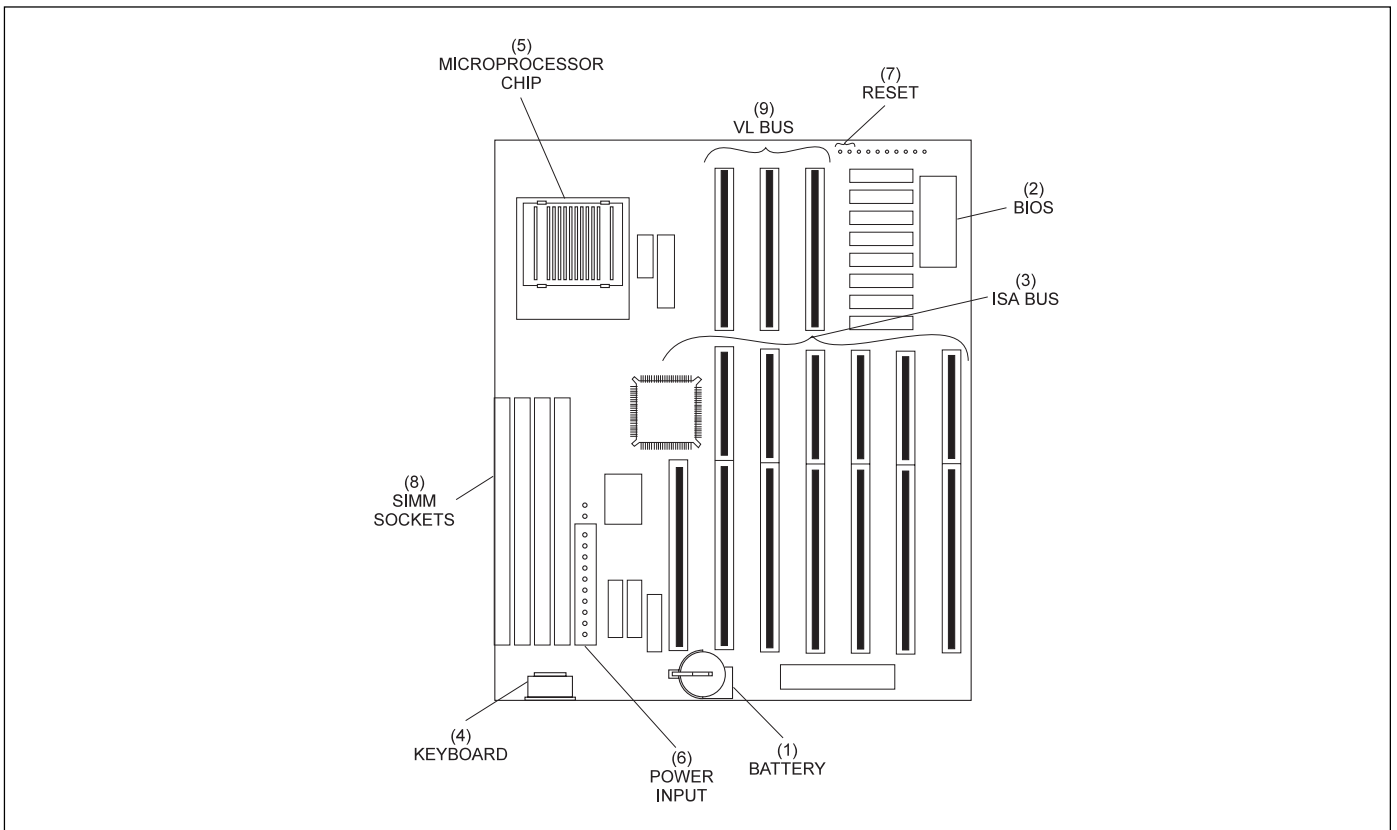 (5)
MICROPROCESSOR
CHIP
(7)
RESET
(9)
VL BUS
(2)
BIOS
(3)
ISA BUS
(8)
SIMM
SOCKETS
(4)
KEYBOARD
(6)
POWER
INPUT
(1)
BATTERY